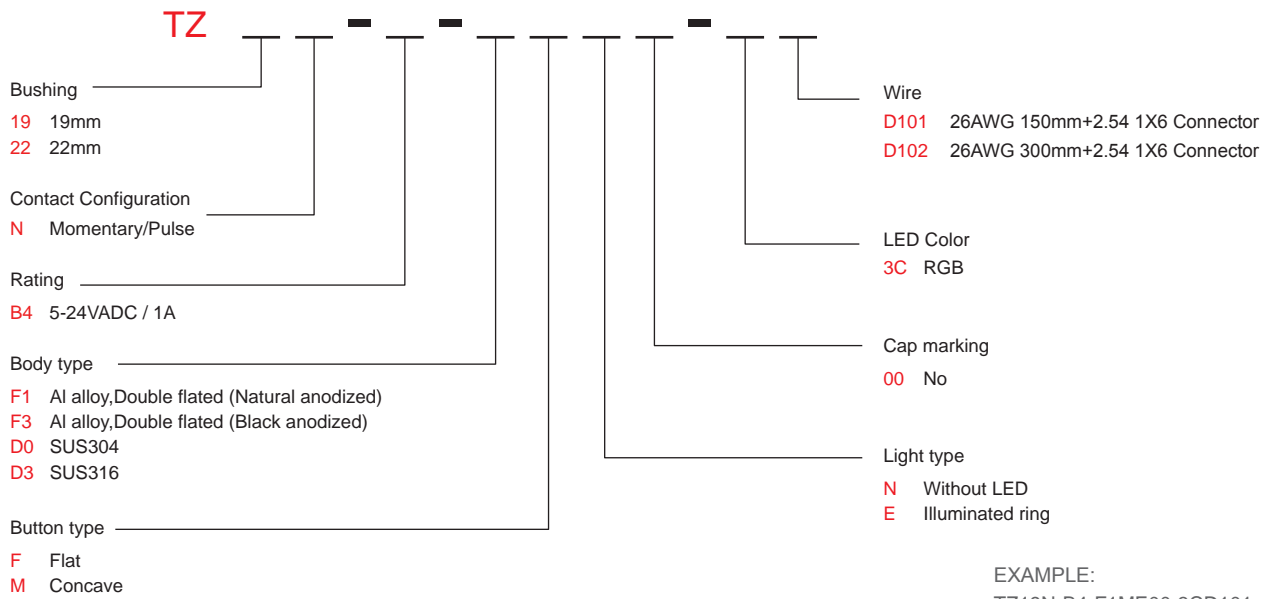 TZ
Bushing
19 19mm
22 22mm
Contact Configuration
N Momentary/Pulse
Rating
B4 5-24VADC / 1A
Body type
F1 Al alloy,Double flated (Natural anodized)
F3 Al alloy,Double flated (Black anodized)
D0 SUS304
D3 SUS316
Button type
F Flat
M Concave
Wire
D101 26AWG 150mm+2.54 1X6 Connector
D102 26AWG 300mm+2.54 1X6 Connector
LED Color
3C RGB
Cap marking
00 No
Light type
N Without LED
E Illuminated ring
EXAMPLE: